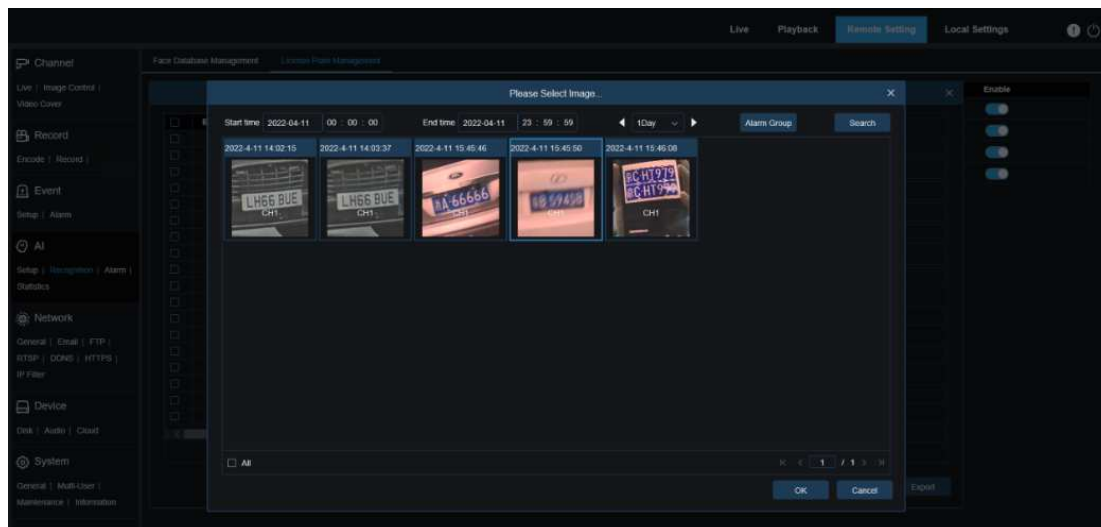 Live Playback Remote Setting Local Settings
Channel
Face Database Management License Plate Management
Live | Image Control |
Video Cover
Please Select Image...
Enable
Start time 2022-04-11 00 : 00 : 00 End time 2022-04-11 23 : 59 : 59 1Day Alarm Group Search
Record
Encode | Record |
2022-4-11 14:02:15 2022-4-11 14:03:37 2022-4-11 15:45:46 2022-4-11 15:45:50 2022-4-11 15:46:08
LH66 BUE LH66 BUE A·66666
CH1 CH1 CH1 CH1 CH1
Event
Setup | Alarm
AI
Setup | Recognition | Alarm |
Statistics
Network
General | Email | FTP |
RTSP | DDNS | HTTPS |
IP Filter
Device
Disk | Audio | Cloud
System
All
1 / 1
General | Multi-User |
Maintenance | Information
OK Cancel Export